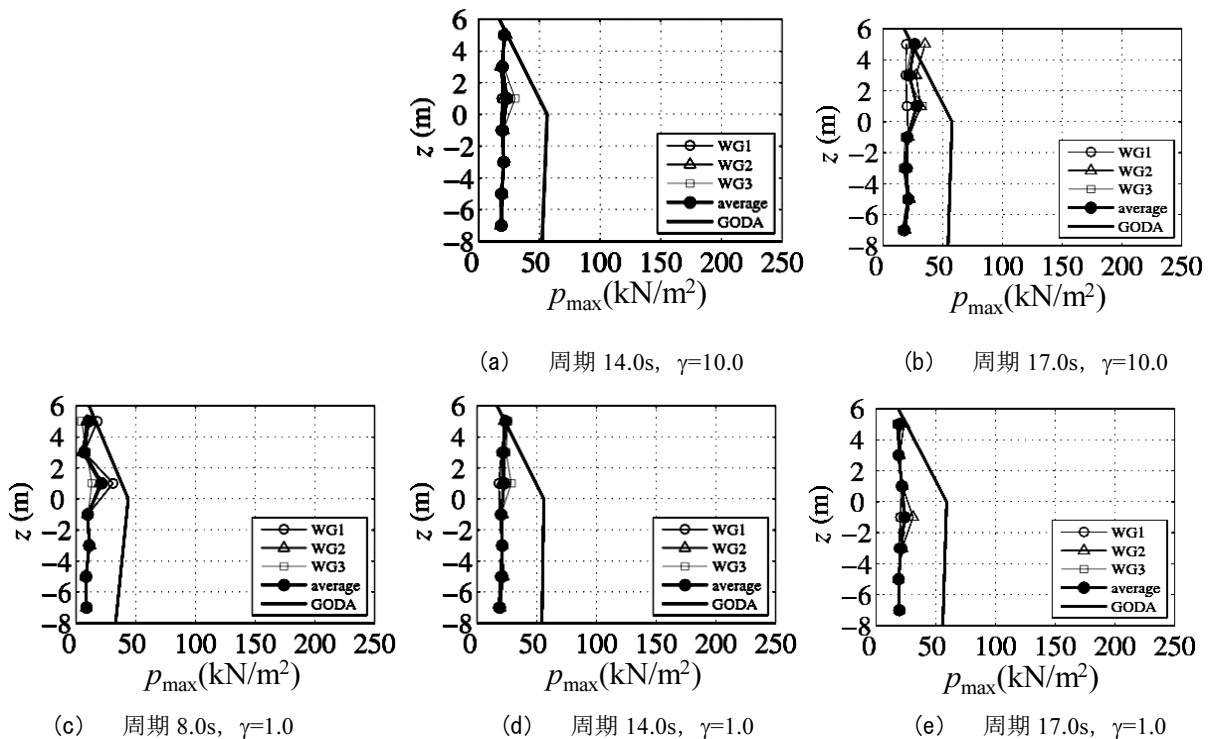 6
4
2
0
−2
−4
−6
−8
z (m)
WG1
WG2
WG3
average
GODA
0 50 100 150 200 250
pmax(kN/m²)
(a) 周期 14.0s, γ=10.0
6
4
2
0
−2
−4
−6
−8
z (m)
WG1
WG2
WG3
average
GODA
0 50 100 150 200 250
pmax(kN/m²)
(b) 周期 17.0s, γ=10.0
6
4
2
0
−2
−4
−6
−8
z (m)
WG1
WG2
WG3
average
GODA
0 50 100 150 200 250
pmax(kN/m²)
(c) 周期 8.0s, γ=1.0
6
4
2
0
−2
−4
−6
−8
z (m)
WG1
WG2
WG3
average
GODA
0 50 100 150 200 250
pmax(kN/m²)
(d) 周期 14.0s, γ=1.0
6
4
2
0
−2
−4
−6
−8
z (m)
WG1
WG2
WG3
average
GODA
0 50 100 150 200 250
pmax(kN/m²)
(e) 周期 17.0s, γ=1.0